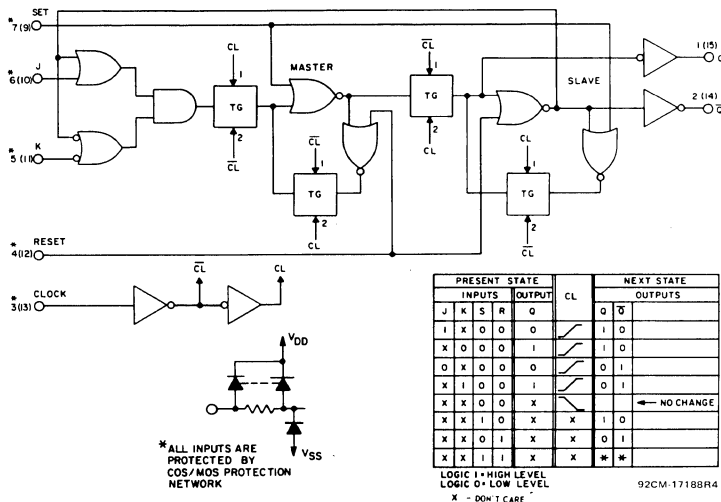 SET
*7(9)
J
*6(10)
K
*5(11)
CL
1
TG
2
C̅L̅
MASTER
C̅L̅
1
TG
2
CL
C̅L̅
1
TG
2
CL
SLAVE
CL
1
TG
2
C̅L̅
1 (15)
Q
2 (14)
Q̅
RESET
*4(12)
CLOCK
*3(13)
C̅L̅
CL
VDD
VSS
*ALL INPUTS ARE
PROTECTED BY
COS/MOS PROTECTION
NETWORK
PRESENT STATE CL NEXT STATE
INPUTS OUTPUT OUTPUTS
J K S R Q Q Q̅
1 X 0 0 0 1 0
X 0 0 0 1 1 0
0 X 0 0 0 0 1
X 1 0 0 1 0 1
X X 0 0 X ← NO CHANGE
X X 1 0 X X 1 0
X X 0 1 X X 0 1
X X 1 1 X X * *
LOGIC 1 = HIGH LEVEL
LOGIC 0 = LOW LEVEL
X - DON'T CARE
92CM-17188R4